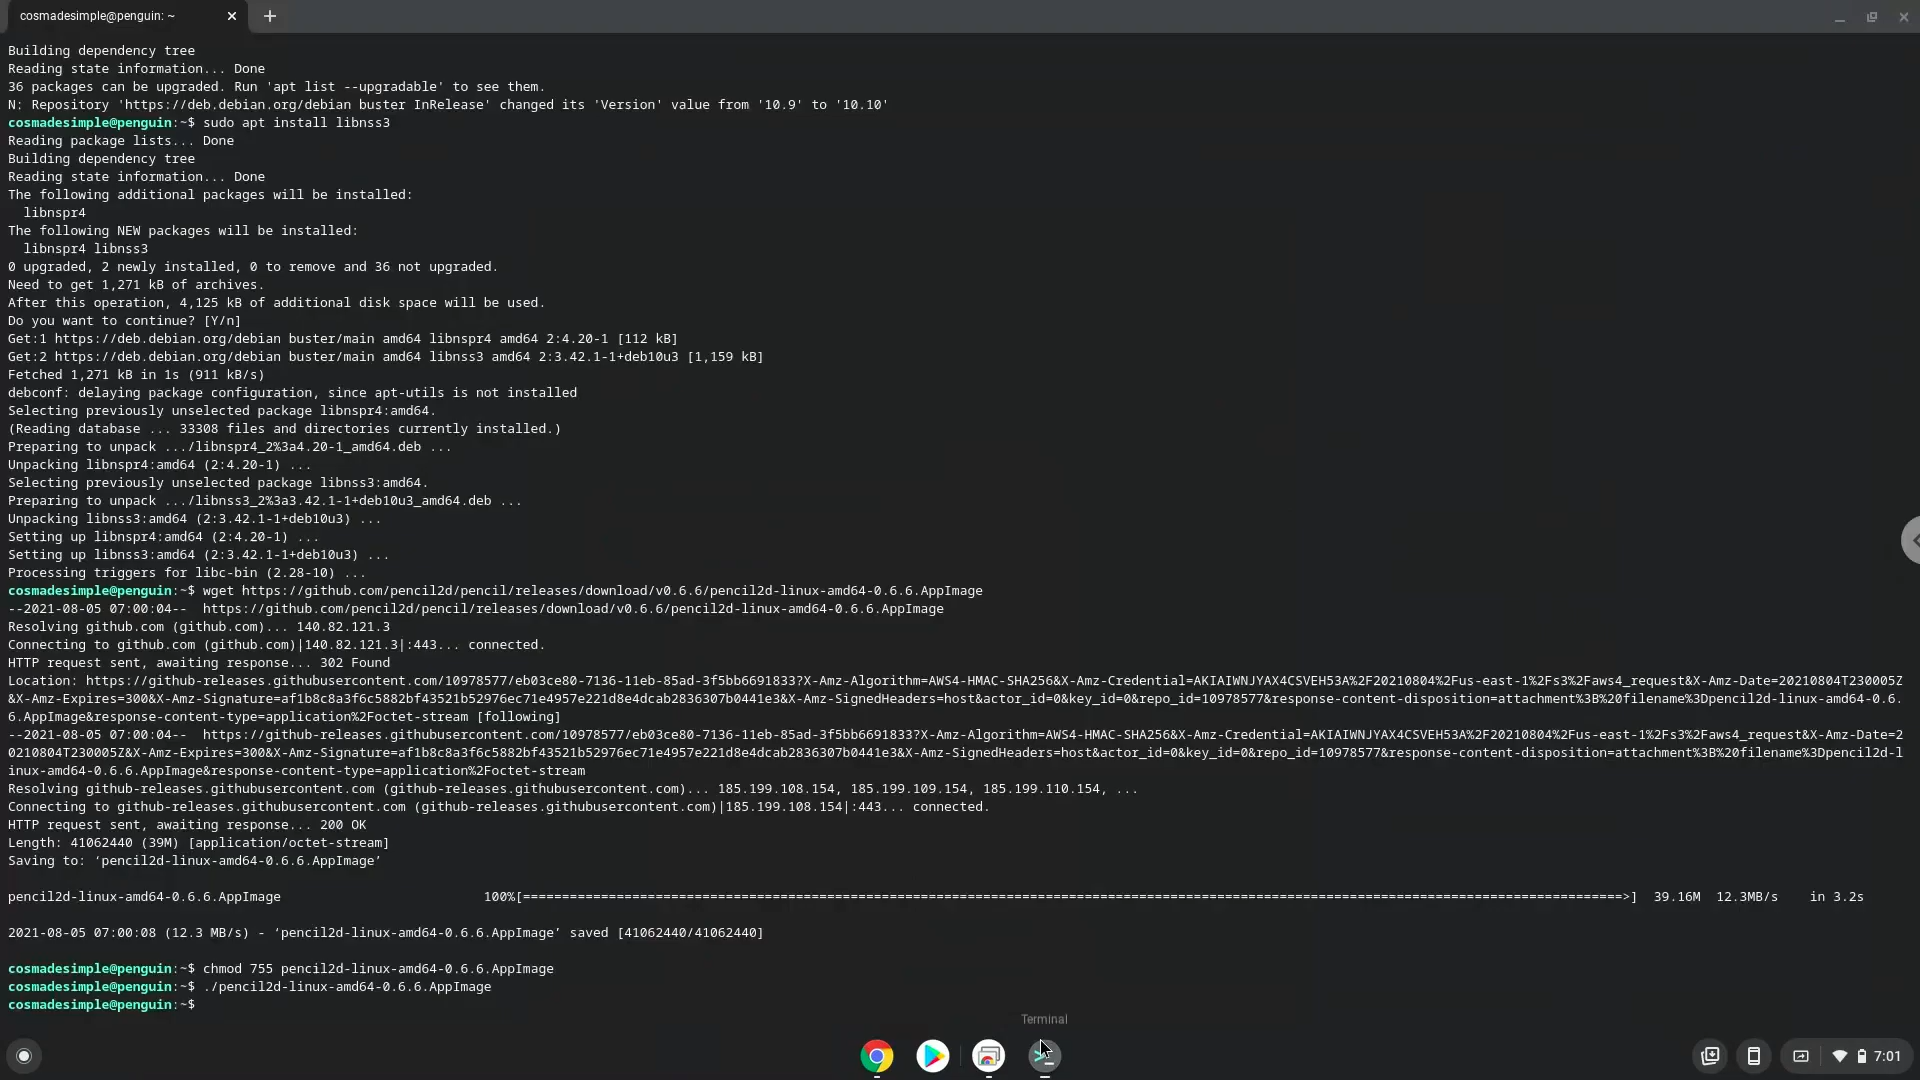 cosmadesimple@penguin: ~
Building dependency tree
Reading state information... Done
36 packages can be upgraded. Run 'apt list --upgradable' to see them.
N: Repository 'https://deb.debian.org/debian buster InRelease' changed its 'Version' value from '10.9' to '10.10'
cosmadesimple@penguin:~$ sudo apt install libnss3
Reading package lists... Done
Building dependency tree
Reading state information... Done
The following additional packages will be installed:
  libnspr4
The following NEW packages will be installed:
  libnspr4 libnss3
0 upgraded, 2 newly installed, 0 to remove and 36 not upgraded.
Need to get 1,271 kB of archives.
After this operation, 4,125 kB of additional disk space will be used.
Do you want to continue? [Y/n]
Get:1 https://deb.debian.org/debian buster/main amd64 libnspr4 amd64 2:4.20-1 [112 kB]
Get:2 https://deb.debian.org/debian buster/main amd64 libnss3 amd64 2:3.42.1-1+deb10u3 [1,159 kB]
Fetched 1,271 kB in 1s (911 kB/s)
debconf: delaying package configuration, since apt-utils is not installed
Selecting previously unselected package libnspr4:amd64.
(Reading database ... 33308 files and directories currently installed.)
Preparing to unpack .../libnspr4_2%3a4.20-1_amd64.deb ...
Unpacking libnspr4:amd64 (2:4.20-1) ...
Selecting previously unselected package libnss3:amd64.
Preparing to unpack .../libnss3_2%3a3.42.1-1+deb10u3_amd64.deb ...
Unpacking libnss3:amd64 (2:3.42.1-1+deb10u3) ...
Setting up libnspr4:amd64 (2:4.20-1) ...
Setting up libnss3:amd64 (2:3.42.1-1+deb10u3) ...
Processing triggers for libc-bin (2.28-10) ...
cosmadesimple@penguin:~$ wget https://github.com/pencil2d/pencil/releases/download/v0.6.6/pencil2d-linux-amd64-0.6.6.AppImage
--2021-08-05 07:00:04--  https://github.com/pencil2d/pencil/releases/download/v0.6.6/pencil2d-linux-amd64-0.6.6.AppImage
Resolving github.com (github.com)... 140.82.121.3
Connecting to github.com (github.com)|140.82.121.3|:443... connected.
HTTP request sent, awaiting response... 302 Found
Location: https://github-releases.githubusercontent.com/10978577/eb03ce80-7136-11eb-85ad-3f5bb6691833?X-Amz-Algorithm=AWS4-HMAC-SHA256&X-Amz-Credential=AKIAIWNJYAX4CSVEH53A%2F20210804%2Fus-east-1%2Fs3%2Faws4_request&X-Amz-Date=20210804T230005Z
&X-Amz-Expires=300&X-Amz-Signature=af1b8c8a3f6c5882bf43521b52976ec71e4957e221d8e4dcab2836307b0441e3&X-Amz-SignedHeaders=host&actor_id=0&key_id=0&repo_id=10978577&response-content-disposition=attachment%3B%20filename%3Dpencil2d-linux-amd64-0.6.
6.AppImage&response-content-type=application%2Foctet-stream [following]
--2021-08-05 07:00:04--  https://github-releases.githubusercontent.com/10978577/eb03ce80-7136-11eb-85ad-3f5bb6691833?X-Amz-Algorithm=AWS4-HMAC-SHA256&X-Amz-Credential=AKIAIWNJYAX4CSVEH53A%2F20210804%2Fus-east-1%2Fs3%2Faws4_request&X-Amz-Date=2
0210804T230005Z&X-Amz-Expires=300&X-Amz-Signature=af1b8c8a3f6c5882bf43521b52976ec71e4957e221d8e4dcab2836307b0441e3&X-Amz-SignedHeaders=host&actor_id=0&key_id=0&repo_id=10978577&response-content-disposition=attachment%3B%20filename%3Dpencil2d-l
inux-amd64-0.6.6.AppImage&response-content-type=application%2Foctet-stream
Resolving github-releases.githubusercontent.com (github-releases.githubusercontent.com)... 185.199.108.154, 185.199.109.154, 185.199.110.154, ...
Connecting to github-releases.githubusercontent.com (github-releases.githubusercontent.com)|185.199.108.154|:443... connected.
HTTP request sent, awaiting response... 200 OK
Length: 41062440 (39M) [application/octet-stream]
Saving to: ‘pencil2d-linux-amd64-0.6.6.AppImage’
pencil2d-linux-amd64-0.6.6.AppImage 100%[=============================================================================================================================================>] 39.16M 12.3MB/s in 3.2s
2021-08-05 07:00:08 (12.3 MB/s) - ‘pencil2d-linux-amd64-0.6.6.AppImage’ saved [41062440/41062440]
cosmadesimple@penguin:~$ chmod 755 pencil2d-linux-amd64-0.6.6.AppImage
cosmadesimple@penguin:~$ ./pencil2d-linux-amd64-0.6.6.AppImage
cosmadesimple@penguin:~$
Terminal
7:01